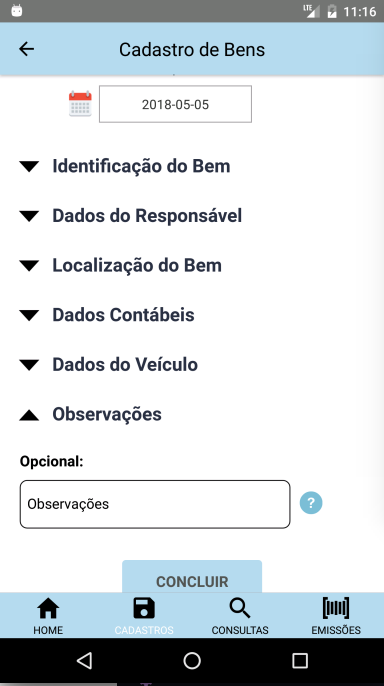 LTE 11:16
Cadastro de Bens
2018-05-05
Identificação do Bem
Dados do Responsável
Localização do Bem
Dados Contábeis
Dados do Veículo
Observações
Opcional:
Observações ?
CONCLUIR
HOME CADASTROS CONSULTAS EMISSÕES